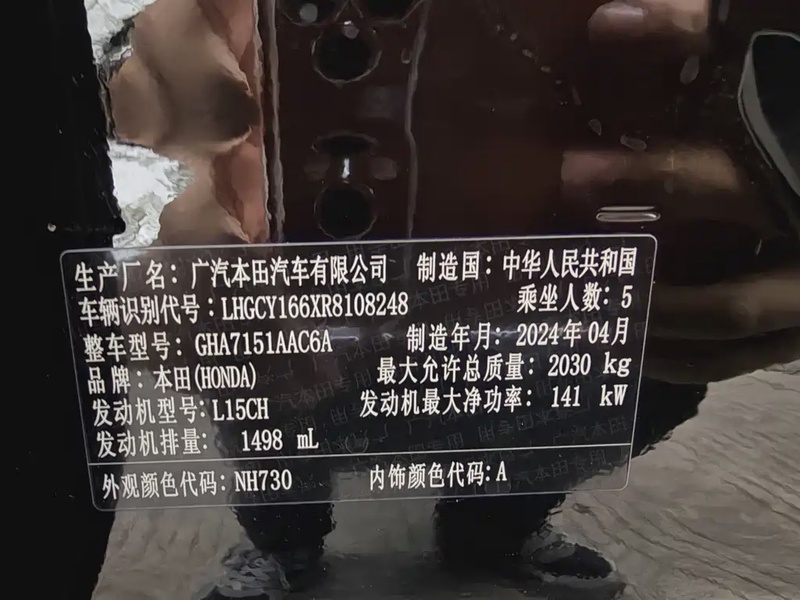 生产厂名：广汽本田汽车有限公司 制造国：中华人民共和国
车辆识别代号：LHGCY166XR8108248 乘坐人数：5
整车型号：GHA7151AAC6A 制造年月：2024年04月
品牌：本田(HONDA) 最大允许总质量：2030 kg
发动机型号：L15CH 发动机最大净功率：141 kW
发动机排量：1498 mL
外观颜色代码：NH730 内饰颜色代码：A